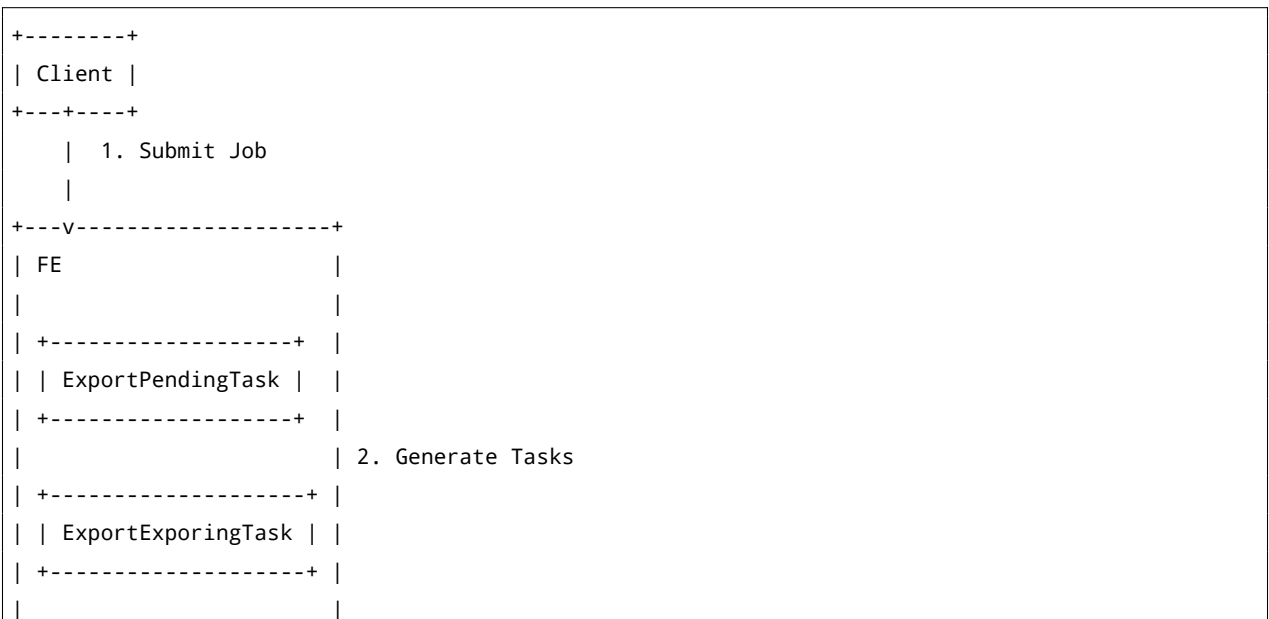 +--------+
| Client |
+---+----+
    |  1. Submit Job
    |
+---v--------------------+
| FE                     |
|                        |
| +-------------------+  |
| | ExportPendingTask |  |
| +-------------------+  |
|                        | 2. Generate Tasks
| +--------------------+ |
| | ExportExporingTask | |
| +--------------------+ |
|                        |